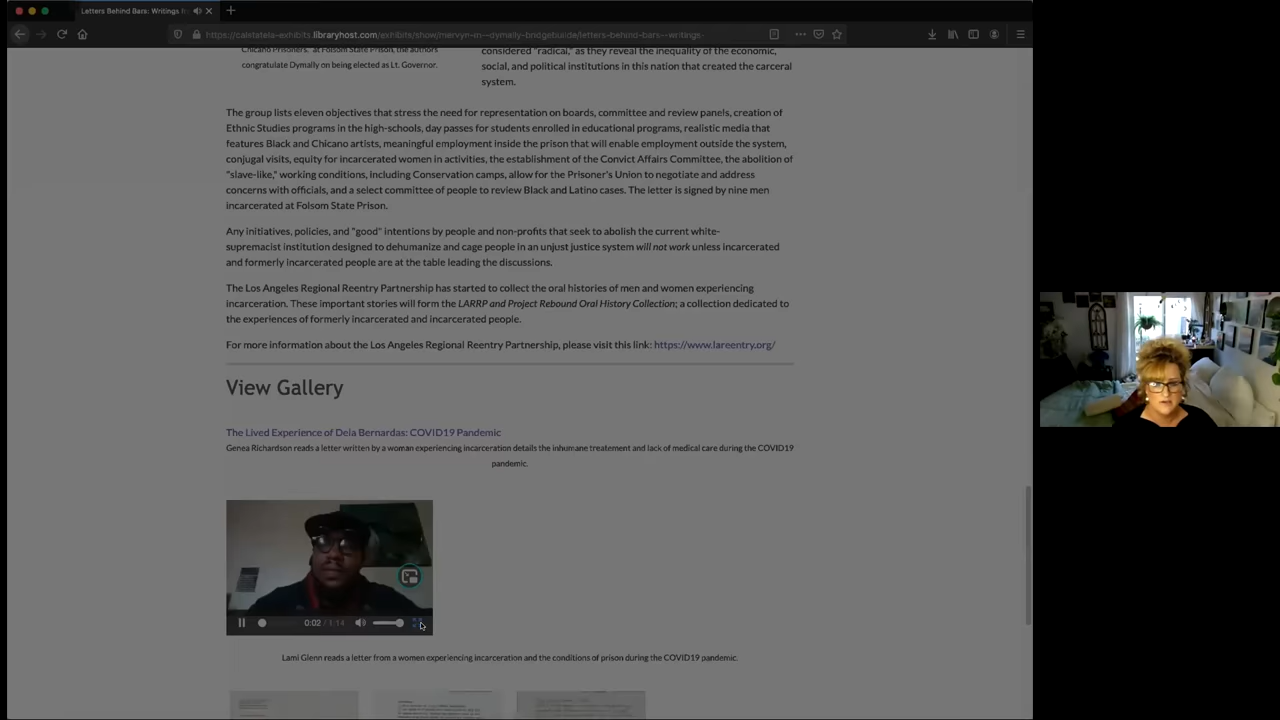 Letters Behind Bars: Writings fr
https://calstatela-exhibits.libraryhost.com/exhibits/show/mervyn-m--dymally-bridgebuilde/letters-behind-bars--writings-
Chicano Prisoners," at Folsom State Prison, the authors
congratulate Dymally on being elected as Lt. Governor.
considered "radical," as they reveal the inequality of the economic,
social, and political institutions in this nation that created the carceral
system.
The group lists eleven objectives that stress the need for representation on boards, committee and review panels, creation of
Ethnic Studies programs in the high-schools, day passes for students enrolled in educational programs, realistic media that
features Black and Chicano artists, meaningful employment inside the prison that will enable employment outside the system,
conjugal visits, equity for incarcerated women in activities, the establishment of the Convict Affairs Committee, the abolition of
"slave-like," working conditions, including Conservation camps, allow for the Prisoner's Union to negotiate and address
concerns with officials, and a select committee of people to review Black and Latino cases. The letter is signed by nine men
incarcerated at Folsom State Prison.
Any initiatives, policies, and "good" intentions by people and non-profits that seek to abolish the current white-
supremacist institution designed to dehumanize and cage people in an unjust justice system will not work unless incarcerated
and formerly incarcerated people are at the table leading the discussions.
The Los Angeles Regional Reentry Partnership has started to collect the oral histories of men and women experiencing
incarceration. These important stories will form the LARRP and Project Rebound Oral History Collection; a collection dedicated to
the experiences of formerly incarcerated and incarcerated people.
For more information about the Los Angeles Regional Reentry Partnership, please visit this link: https://www.lareentry.org/
View Gallery
The Lived Experience of Dela Bernardas: COVID19 Pandemic
Genea Richardson reads a letter written by a woman experiencing incarceration details the inhumane treatement and lack of medical care during the COVID19
pandemic.
0:02 / 1:14
Lami Glenn reads a letter from a women experiencing incarceration and the conditions of prison during the COVID19 pandemic.